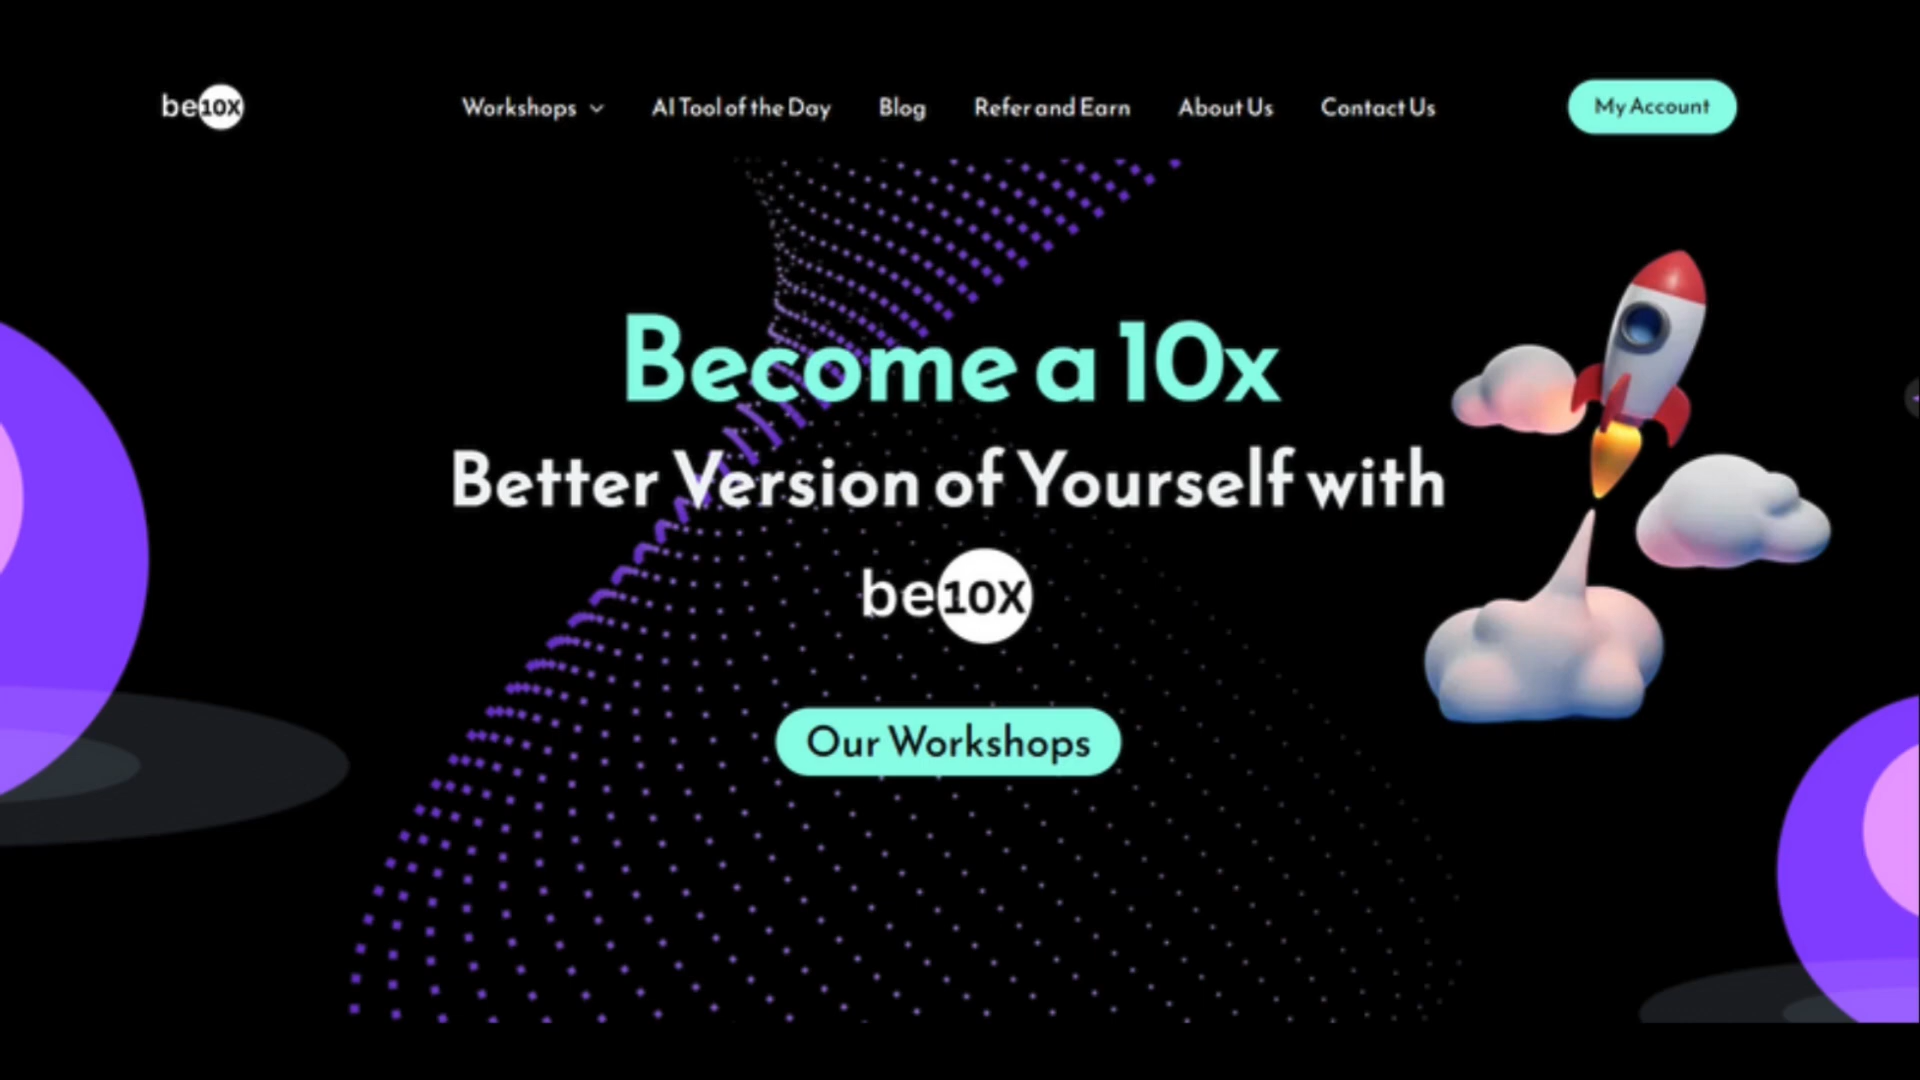 be10X
Workshops
AI Tool of the Day
Blog
Refer and Earn
About Us
Contact Us
My Account
Become a 10x
Better Version of Yourself with
be10X
Our Workshops